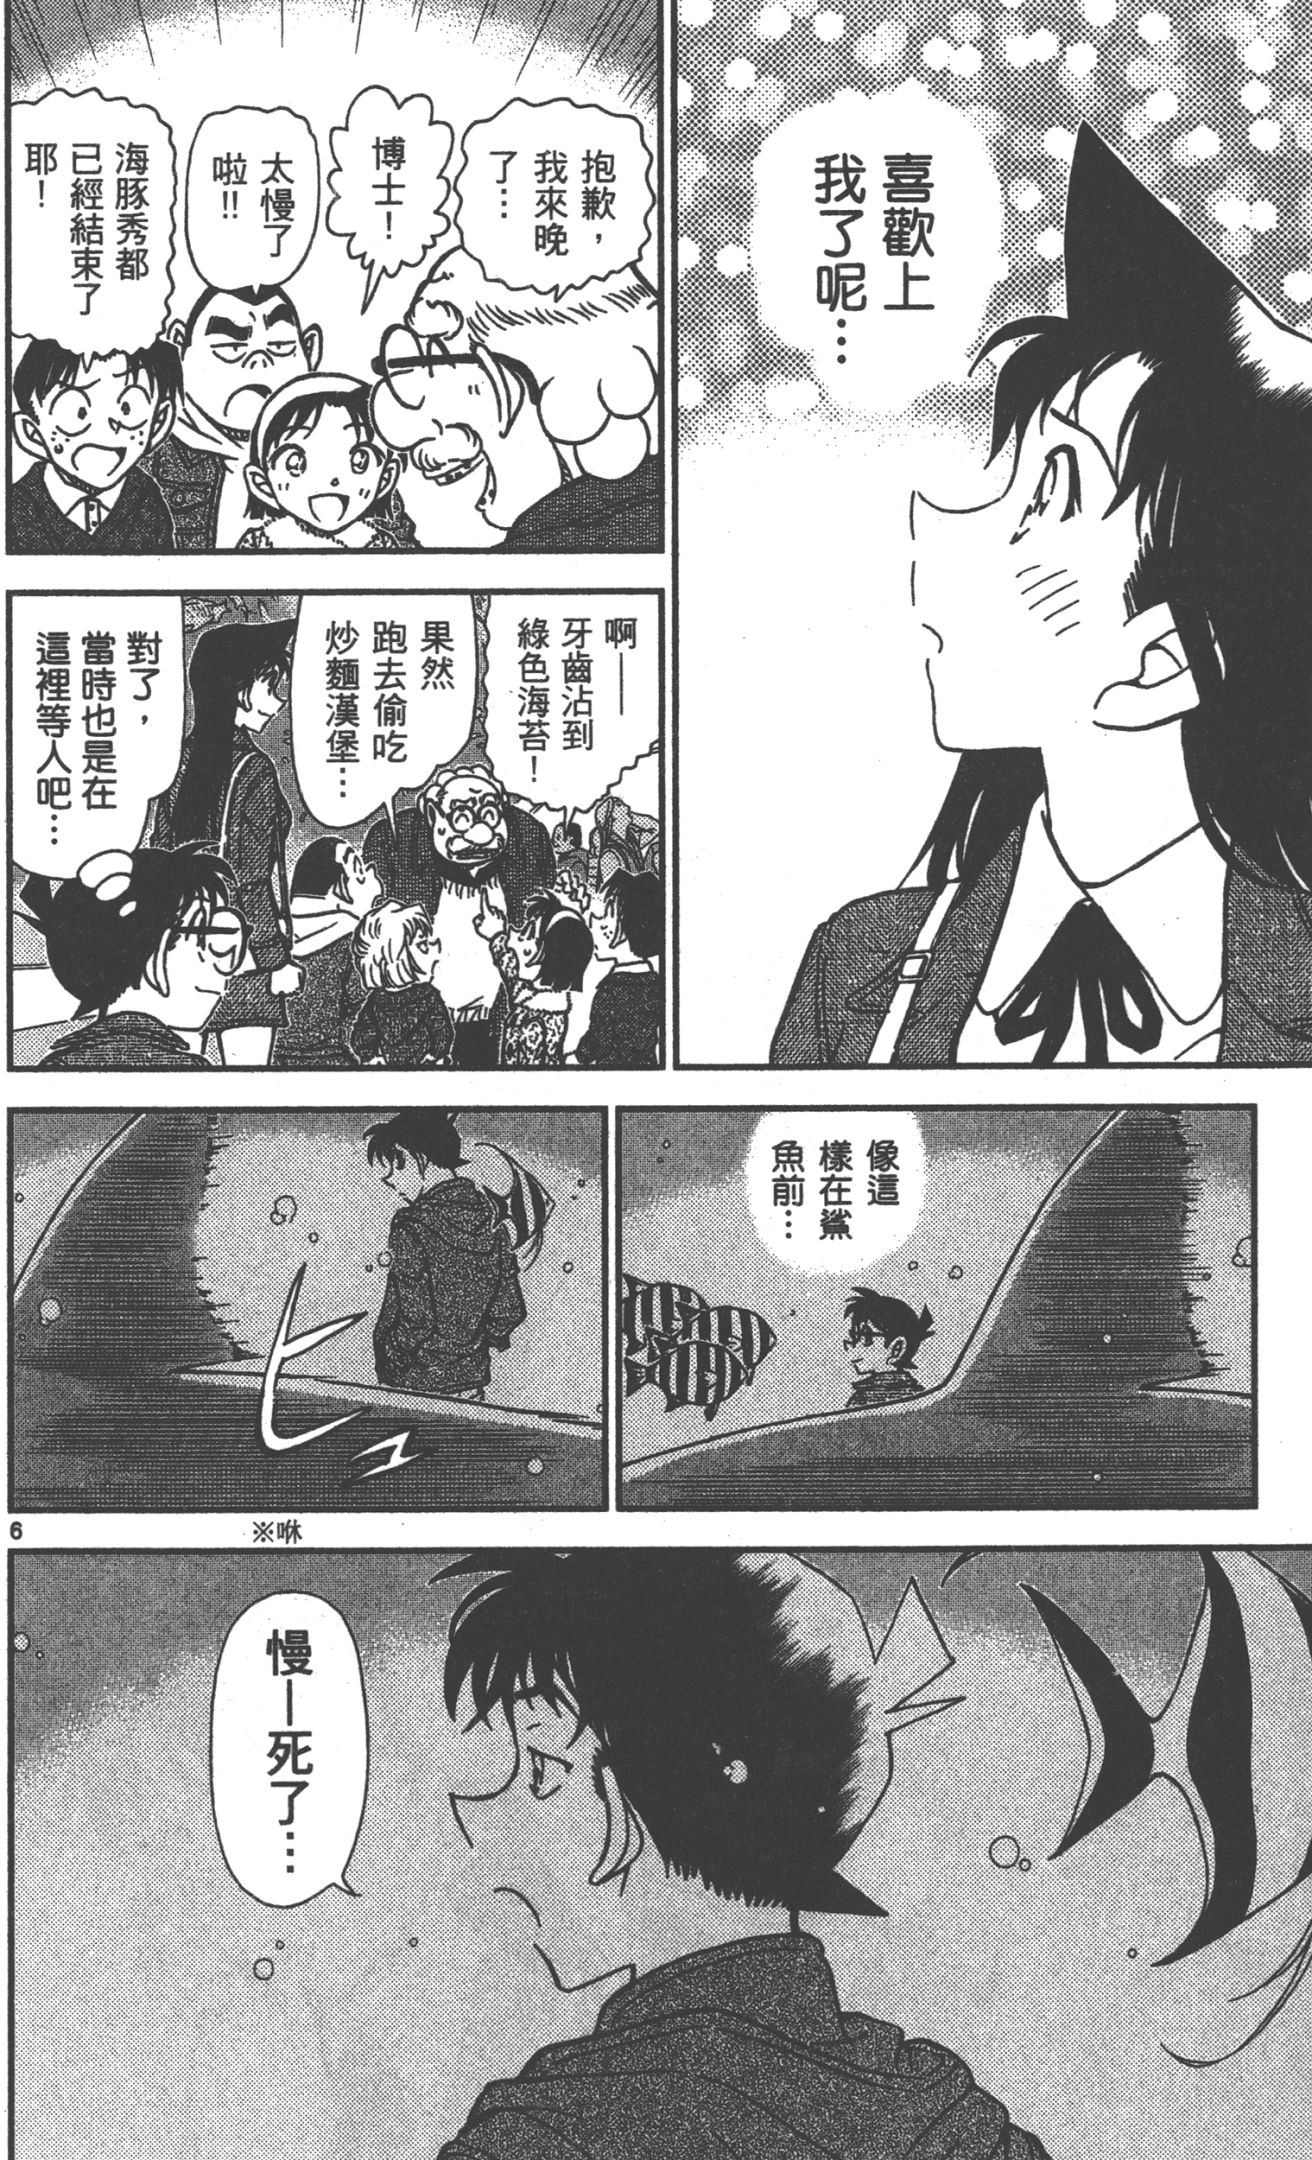 喜歡上
我了呢…
抱歉，
我來晚
了…
博士！
太慢了
啦！！
海豚秀都
已經結束了
耶！
啊──
牙齒沾到
綠色海苔！
果然
跑去偷吃
炒麵漢堡…
對了，
當時也是在
這裡等人吧…
像這
樣在鯊
魚前…
ヒュ
※咻
6
慢─死了…